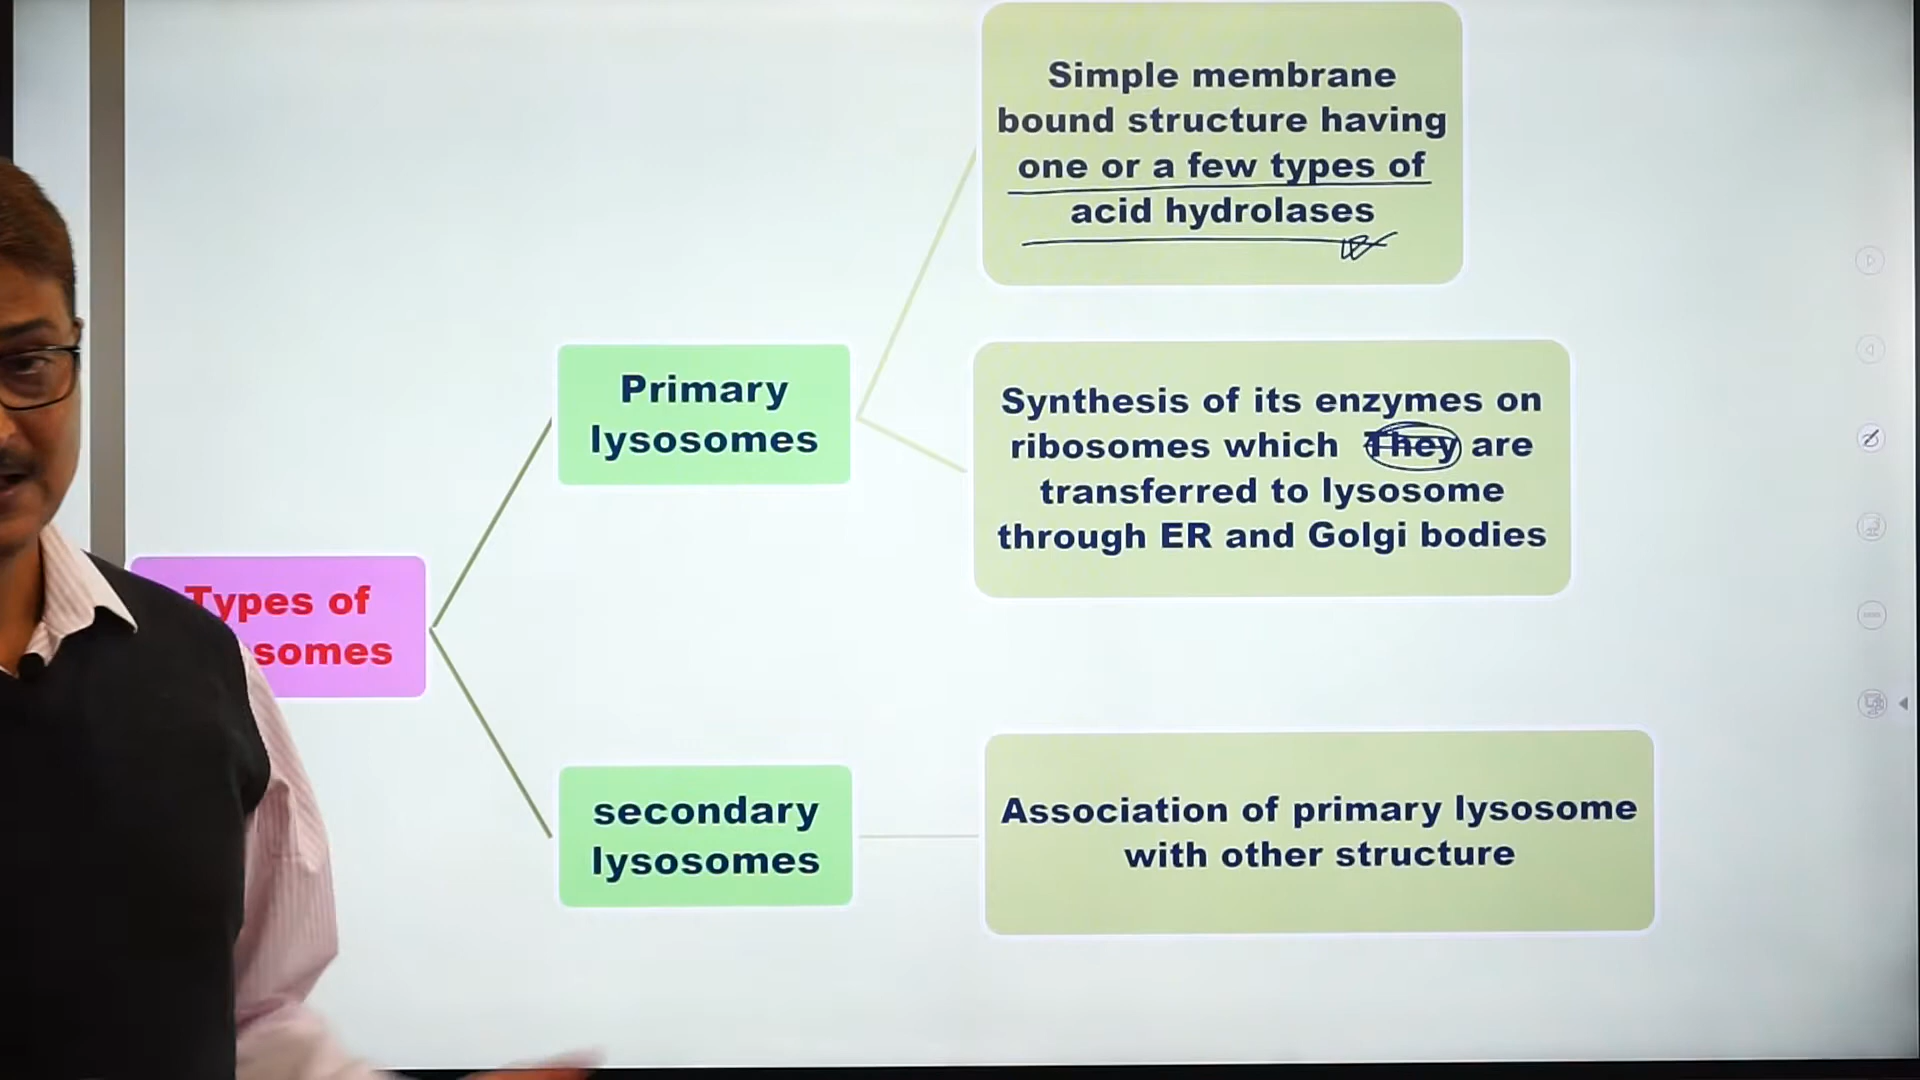 Simple membrane
bound structure having
one or a few types of
acid hydrolases
Primary
lysosomes
Synthesis of its enzymes on
ribosomes which They are
transferred to lysosome
through ER and Golgi bodies
Types of
somes
secondary
lysosomes
Association of primary lysosome
with other structure